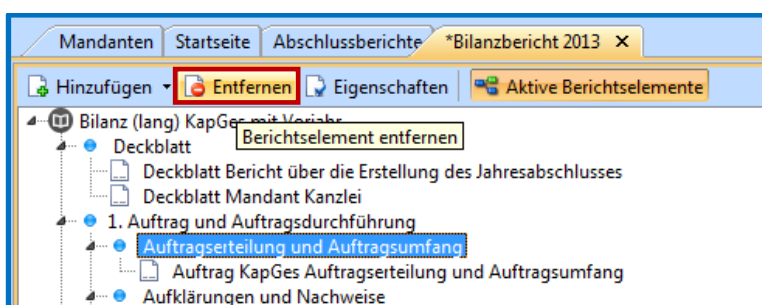 Mandanten Startseite Abschlussberichte *Bilanzbericht 2013 X
Hinzufügen Entfernen Eigenschaften Aktive Berichtselemente
Bilanz (lang) KapGes mit Vorjahr
Berichtselement entfernen
Deckblatt
Deckblatt Bericht über die Erstellung des Jahresabschlusses
Deckblatt Mandant Kanzlei
1. Auftrag und Auftragsdurchführung
Auftragserteilung und Auftragsumfang
Auftrag KapGes Auftragserteilung und Auftragsumfang
Aufklärungen und Nachweise